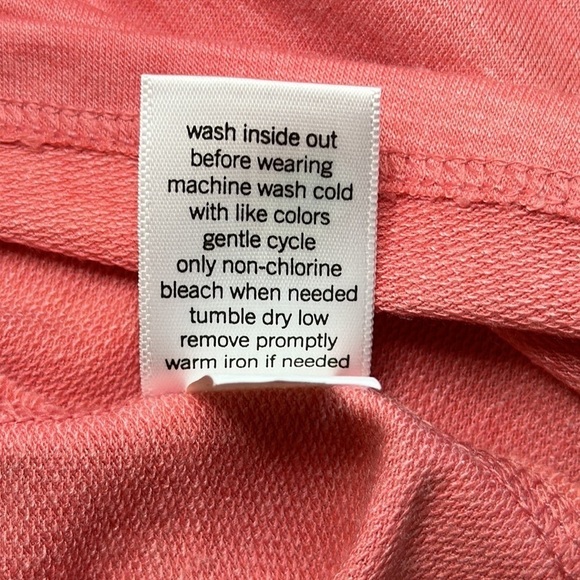 wash inside out
before wearing
machine wash cold
with like colors
gentle cycle
only non-chlorine
bleach when needed
tumble dry low
remove promptly
warm iron if needed